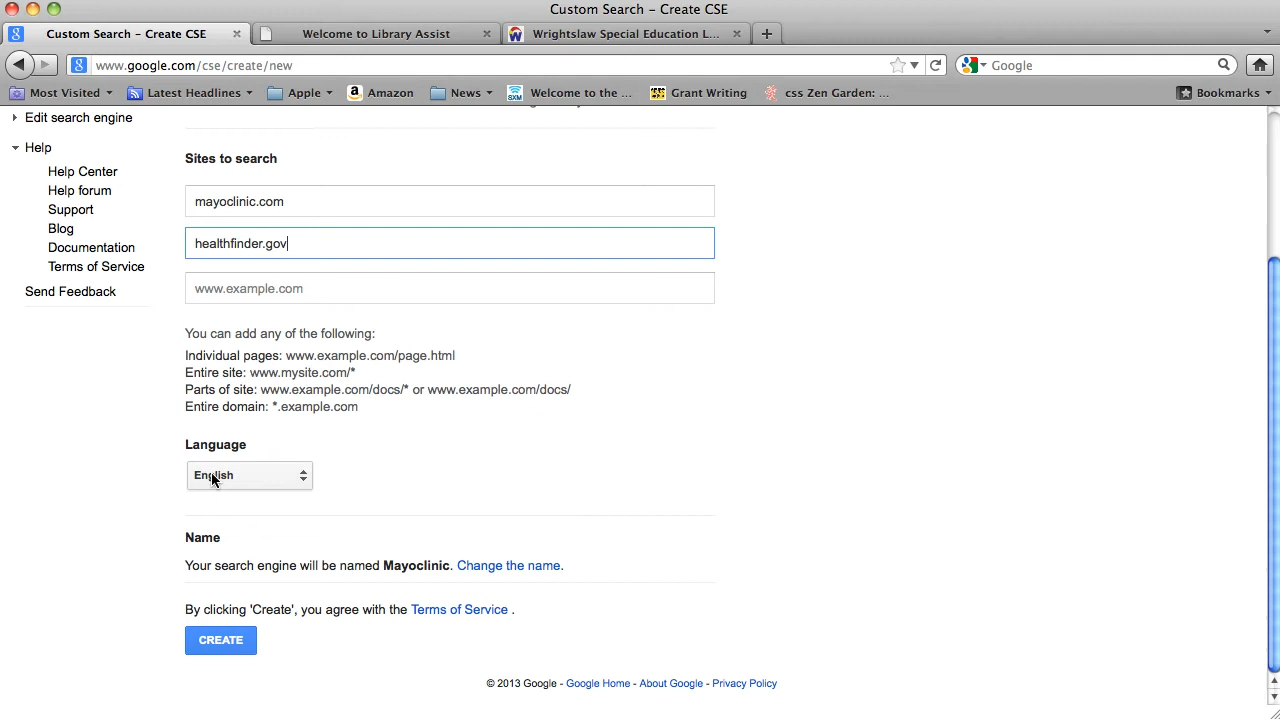 Custom Search – Create CSE
Custom Search – Create CSE
Welcome to Library Assist
Wrightslaw Special Education L...
www.google.com/cse/create/new
Google
Most Visited
Latest Headlines
Apple
Amazon
News
Welcome to the ...
Grant Writing
css Zen Garden: ...
Bookmarks
Edit search engine
Help
Help Center
Help forum
Support
Blog
Documentation
Terms of Service
Send Feedback
Sites to search
mayoclinic.com
healthfinder.gov
www.example.com
You can add any of the following:
Individual pages: www.example.com/page.html
Entire site: www.mysite.com/*
Parts of site: www.example.com/docs/* or www.example.com/docs/
Entire domain: *.example.com
Language
English
Name
Your search engine will be named Mayoclinic. Change the name.
By clicking 'Create', you agree with the Terms of Service .
CREATE
© 2013 Google - Google Home - About Google - Privacy Policy